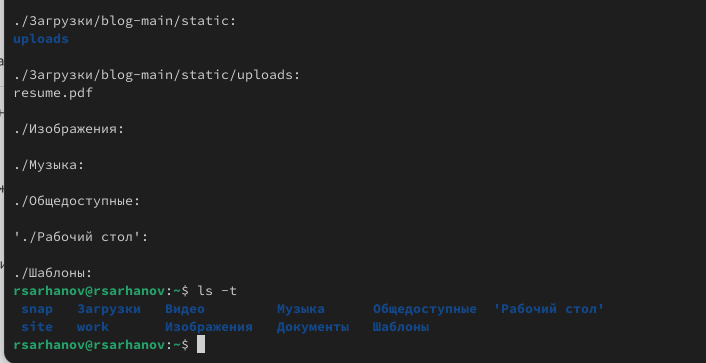 ./Загрузки/blog-main/static:
uploads
./Загрузки/blog-main/static/uploads:
resume.pdf
./Изображения:
./Музыка:
./Общедоступные:
'./Рабочий стол':
./Шаблоны:
rsarhanov@rsarhanov:~$ ls -t
snap Загрузки Видео Музыка Общедоступные 'Рабочий стол'
site work Изображения Документы Шаблоны
rsarhanov@rsarhanov:~$